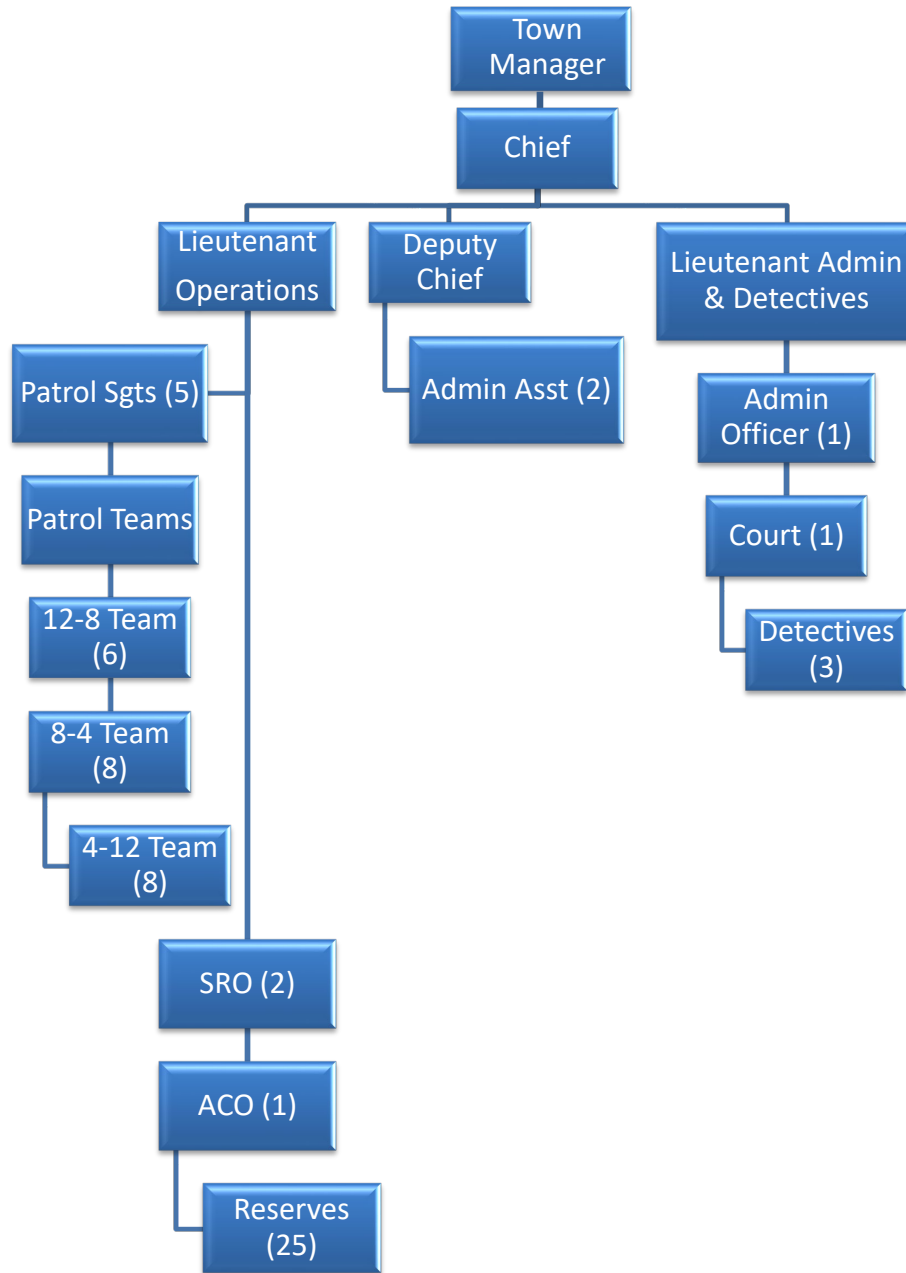 Town
Manager
Chief
Lieutenant
Operations
Deputy
Chief
Lieutenant Admin
& Detectives
Patrol Sgts (5)
Admin Asst (2)
Admin
Officer (1)
Patrol Teams
Court (1)
12-8 Team
(6)
Detectives
(3)
8-4 Team
(8)
4-12 Team
(8)
SRO (2)
ACO (1)
Reserves
(25)